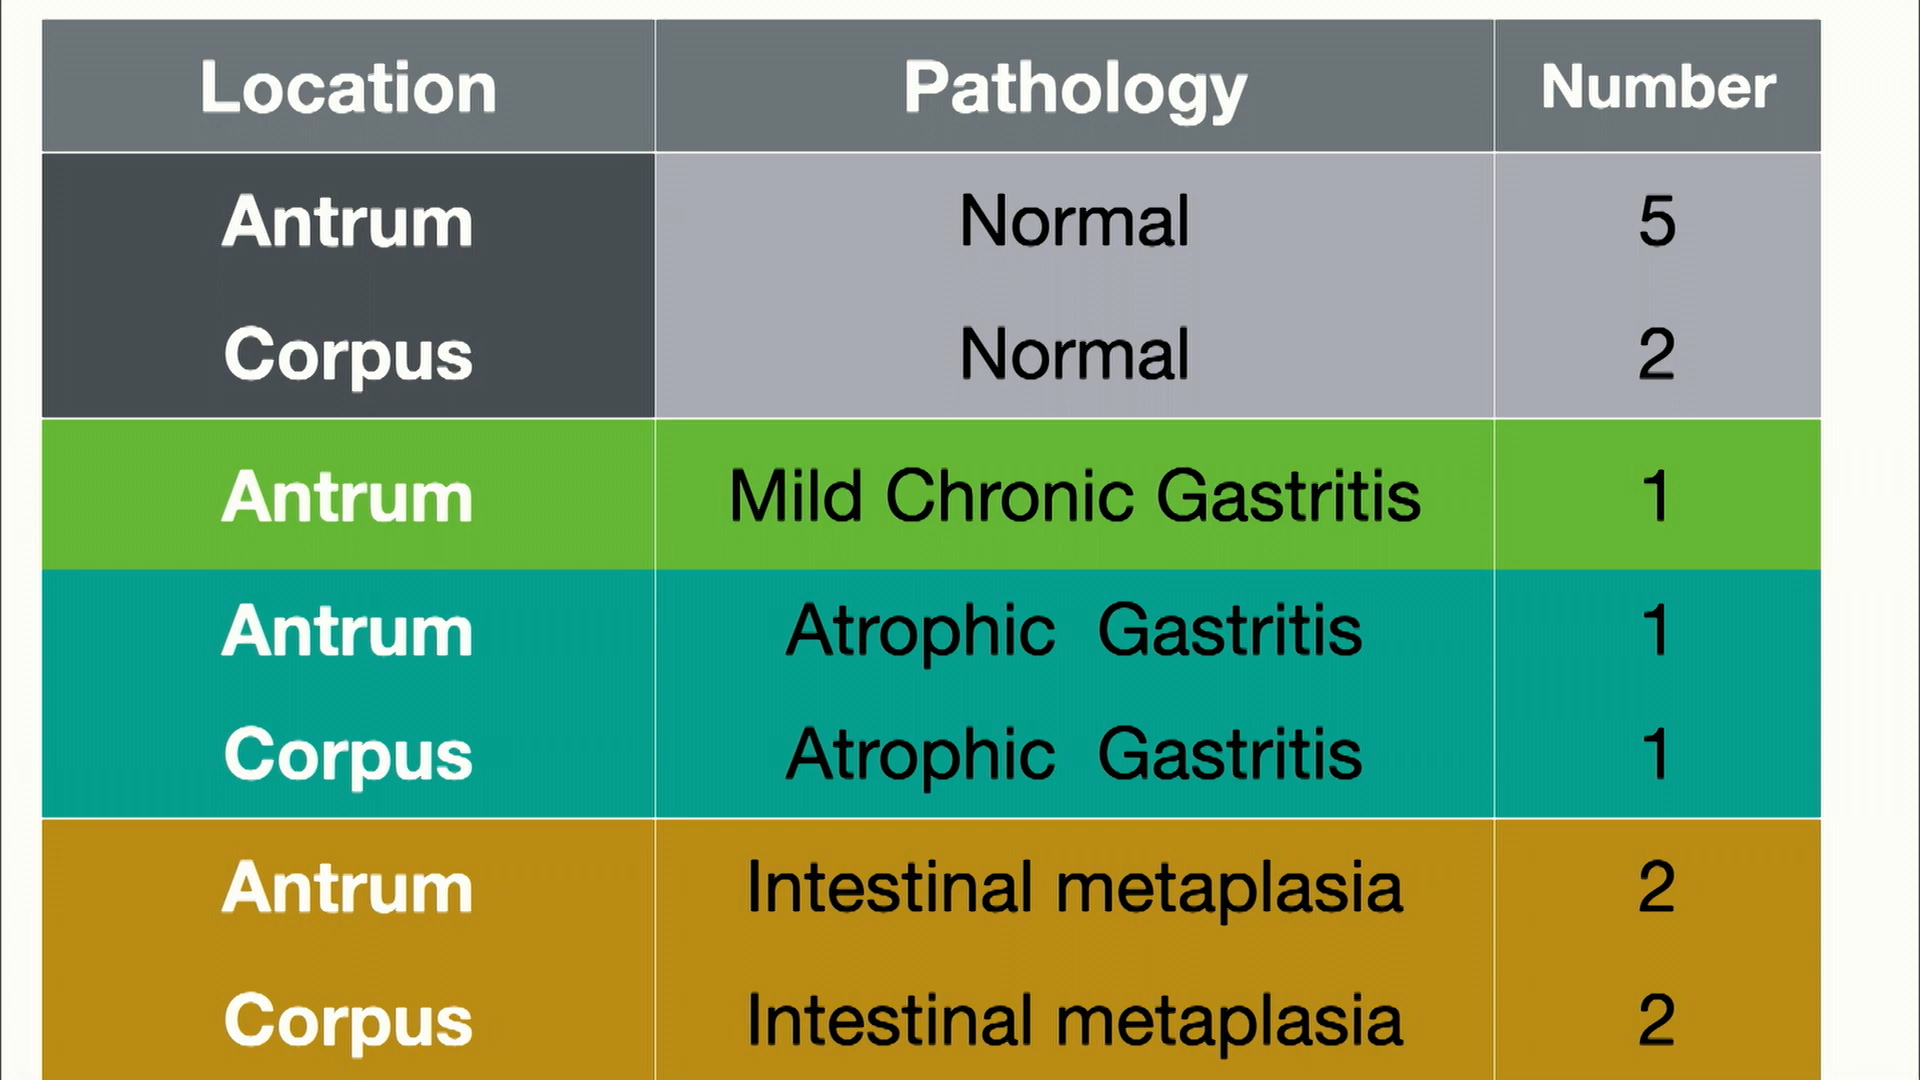 Location Pathology Number
Antrum Normal 5
Corpus Normal 2
Antrum Mild Chronic Gastritis 1
Antrum Atrophic Gastritis 1
Corpus Atrophic Gastritis 1
Antrum Intestinal metaplasia 2
Corpus Intestinal metaplasia 2